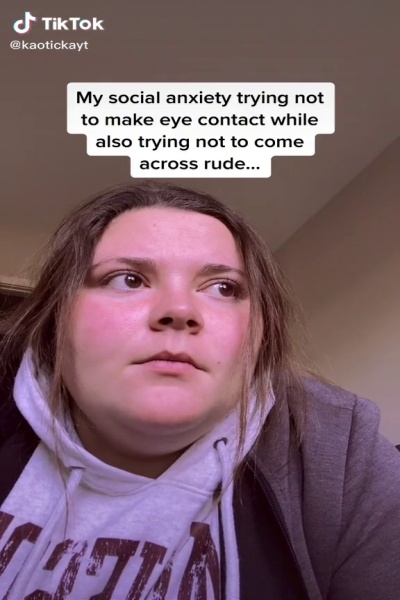 TikTok
@kaotickayt
My social anxiety trying not
to make eye contact while
also trying not to come
across rude...